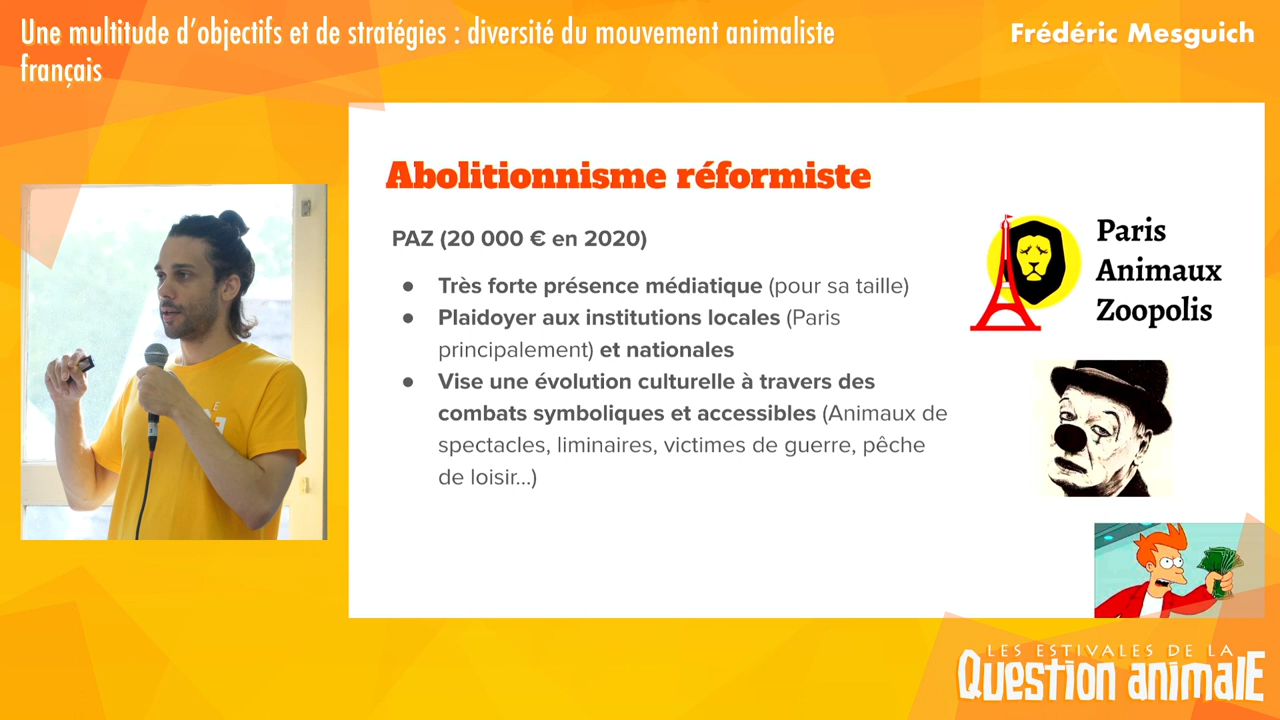 Une multitude d'objectifs et de stratégies : diversité du mouvement animaliste
français
Frédéric Mesguich
Abolitionnisme réformiste
PAZ (20 000 € en 2020)
● Très forte présence médiatique (pour sa taille)
● Plaidoyer aux institutions locales (Paris
principalement) et nationales
● Vise une évolution culturelle à travers des
combats symboliques et accessibles (Animaux de
spectacles, liminaires, victimes de guerre, pêche
de loisir...)
Paris
Animaux
Zoopolis
LES ESTIVALES DE LA
QUESTION ANIMALE